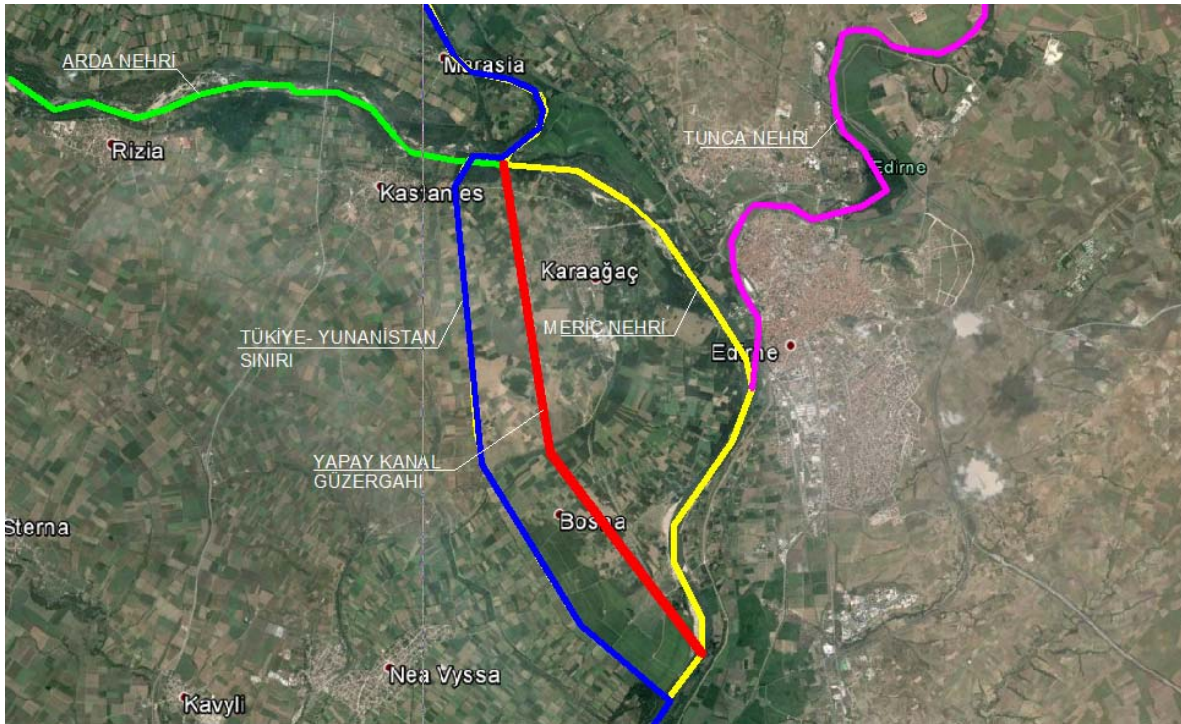 ARDA NEHRİ
Marasia
TUNCA NEHRİ
Rizia
Edirne
Kastanies
Karaağaç
TÜKİYE- YUNANİSTAN
SINIRI
MERİC NEHRİ
Edirne
YAPAY KANAL
GÜZERGAHI
Bosna
Sterna
Nea Vyssa
Kavyli